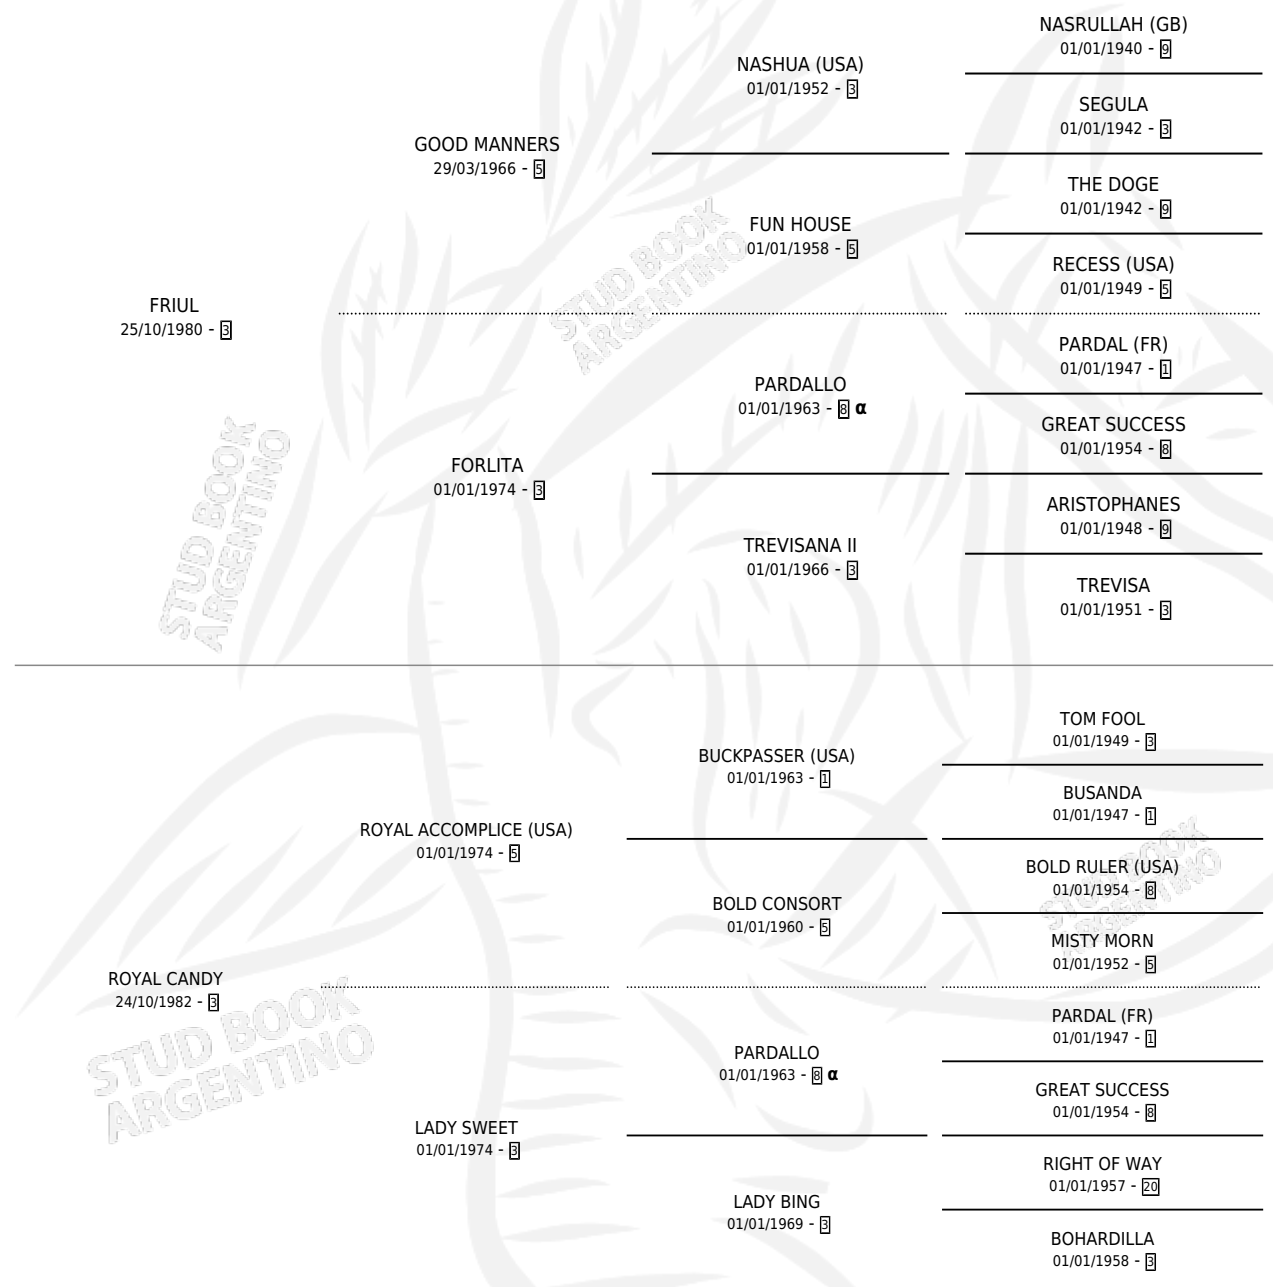 NASRULLAH (GB)
01/01/1940 - 9
NASHUA (USA)
01/01/1952 - 3
SEGULA
01/01/1942 - 3
GOOD MANNERS
29/03/1966 - 5
THE DOGE
01/01/1942 - 9
FUN HOUSE
01/01/1958 - 5
RECESS (USA)
01/01/1949 - 5
FRIUL
25/10/1980 - 3
PARDAL (FR)
01/01/1947 - 1
PARDALLO
01/01/1963 - 8 α
GREAT SUCCESS
01/01/1954 - 8
FORLITA
01/01/1974 - 3
ARISTOPHANES
01/01/1948 - 9
TREVISANA II
01/01/1966 - 3
TREVISA
01/01/1951 - 3
TOM FOOL
01/01/1949 - 3
BUCKPASSER (USA)
01/01/1963 - 1
BUSANDA
01/01/1947 - 1
ROYAL ACCOMPLICE (USA)
01/01/1974 - 5
BOLD RULER (USA)
01/01/1954 - 8
BOLD CONSORT
01/01/1960 - 5
MISTY MORN
01/01/1952 - 5
ROYAL CANDY
24/10/1982 - 3
PARDAL (FR)
01/01/1947 - 1
PARDALLO
01/01/1963 - 8 α
GREAT SUCCESS
01/01/1954 - 8
LADY SWEET
01/01/1974 - 3
RIGHT OF WAY
01/01/1957 - 20
LADY BING
01/01/1969 - 3
BOHARDILLA
01/01/1958 - 3
STUD BOOK
ARGENTINO
STUD BOOK
ARGENTINO
STUD BOOK
ARGENTINO
STUD BOOK
ARGENTINO